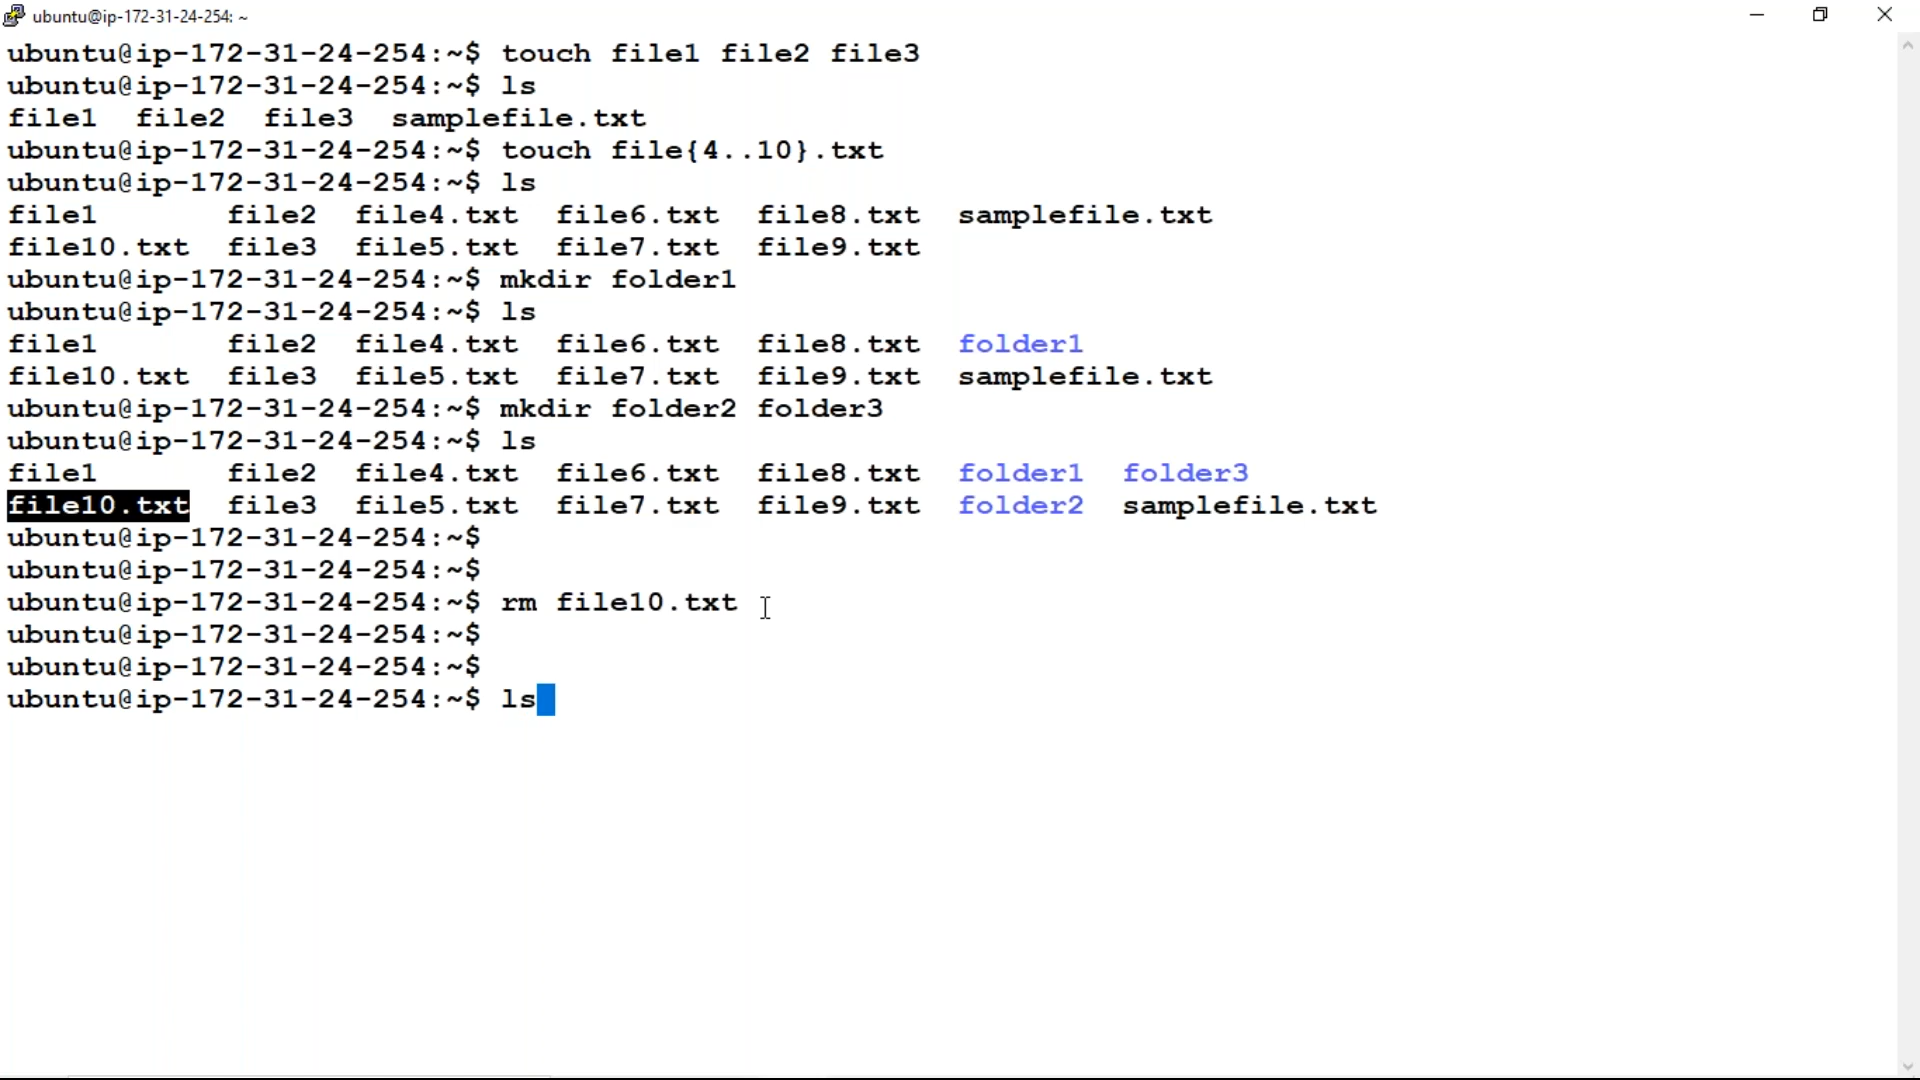 ubuntu@ip-172-31-24-254: ~
ubuntu@ip-172-31-24-254:~$ touch file1 file2 file3
ubuntu@ip-172-31-24-254:~$ ls
file1  file2  file3  samplefile.txt
ubuntu@ip-172-31-24-254:~$ touch file{4..10}.txt
ubuntu@ip-172-31-24-254:~$ ls
file1       file2  file4.txt  file6.txt  file8.txt  samplefile.txt
file10.txt  file3  file5.txt  file7.txt  file9.txt
ubuntu@ip-172-31-24-254:~$ mkdir folder1
ubuntu@ip-172-31-24-254:~$ ls
file1       file2  file4.txt  file6.txt  file8.txt  folder1
file10.txt  file3  file5.txt  file7.txt  file9.txt  samplefile.txt
ubuntu@ip-172-31-24-254:~$ mkdir folder2 folder3
ubuntu@ip-172-31-24-254:~$ ls
file1       file2  file4.txt  file6.txt  file8.txt  folder1  folder3
file10.txt  file3  file5.txt  file7.txt  file9.txt  folder2  samplefile.txt
ubuntu@ip-172-31-24-254:~$
ubuntu@ip-172-31-24-254:~$
ubuntu@ip-172-31-24-254:~$ rm file10.txt
ubuntu@ip-172-31-24-254:~$
ubuntu@ip-172-31-24-254:~$
ubuntu@ip-172-31-24-254:~$ ls